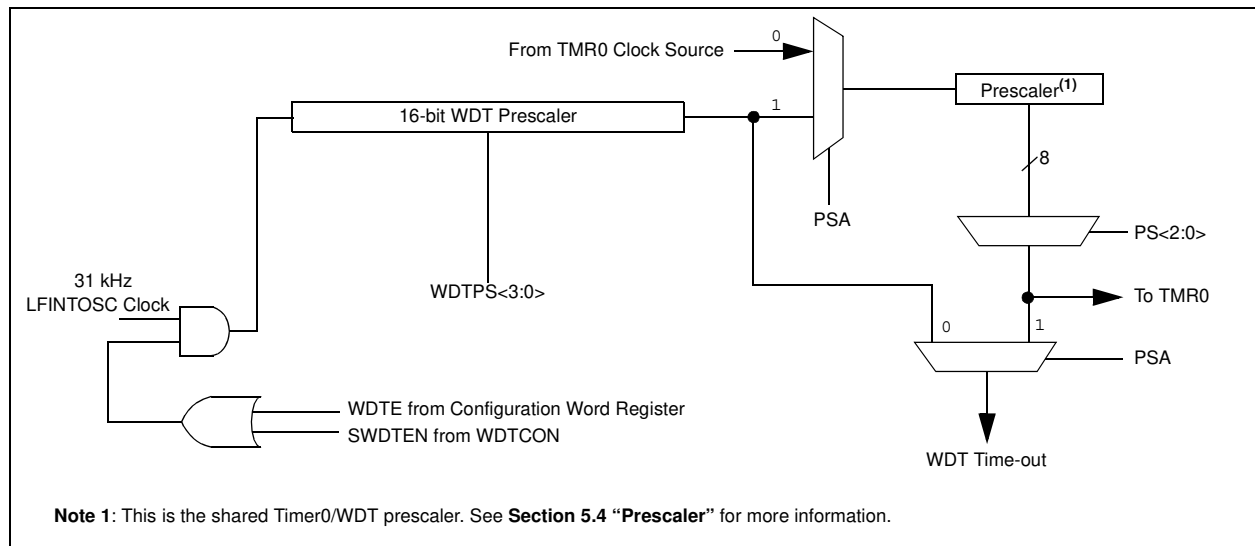 From TMR0 Clock Source
0
Prescaler(1)
16-bit WDT Prescaler
1
8
PSA
PS<2:0>
31 kHz
LFINTOSC Clock
WDTPS<3:0>
To TMR0
0
1
PSA
WDTE from Configuration Word Register
SWDTEN from WDTCON
WDT Time-out
Note 1: This is the shared Timer0/WDT prescaler. See Section 5.4 “Prescaler” for more information.